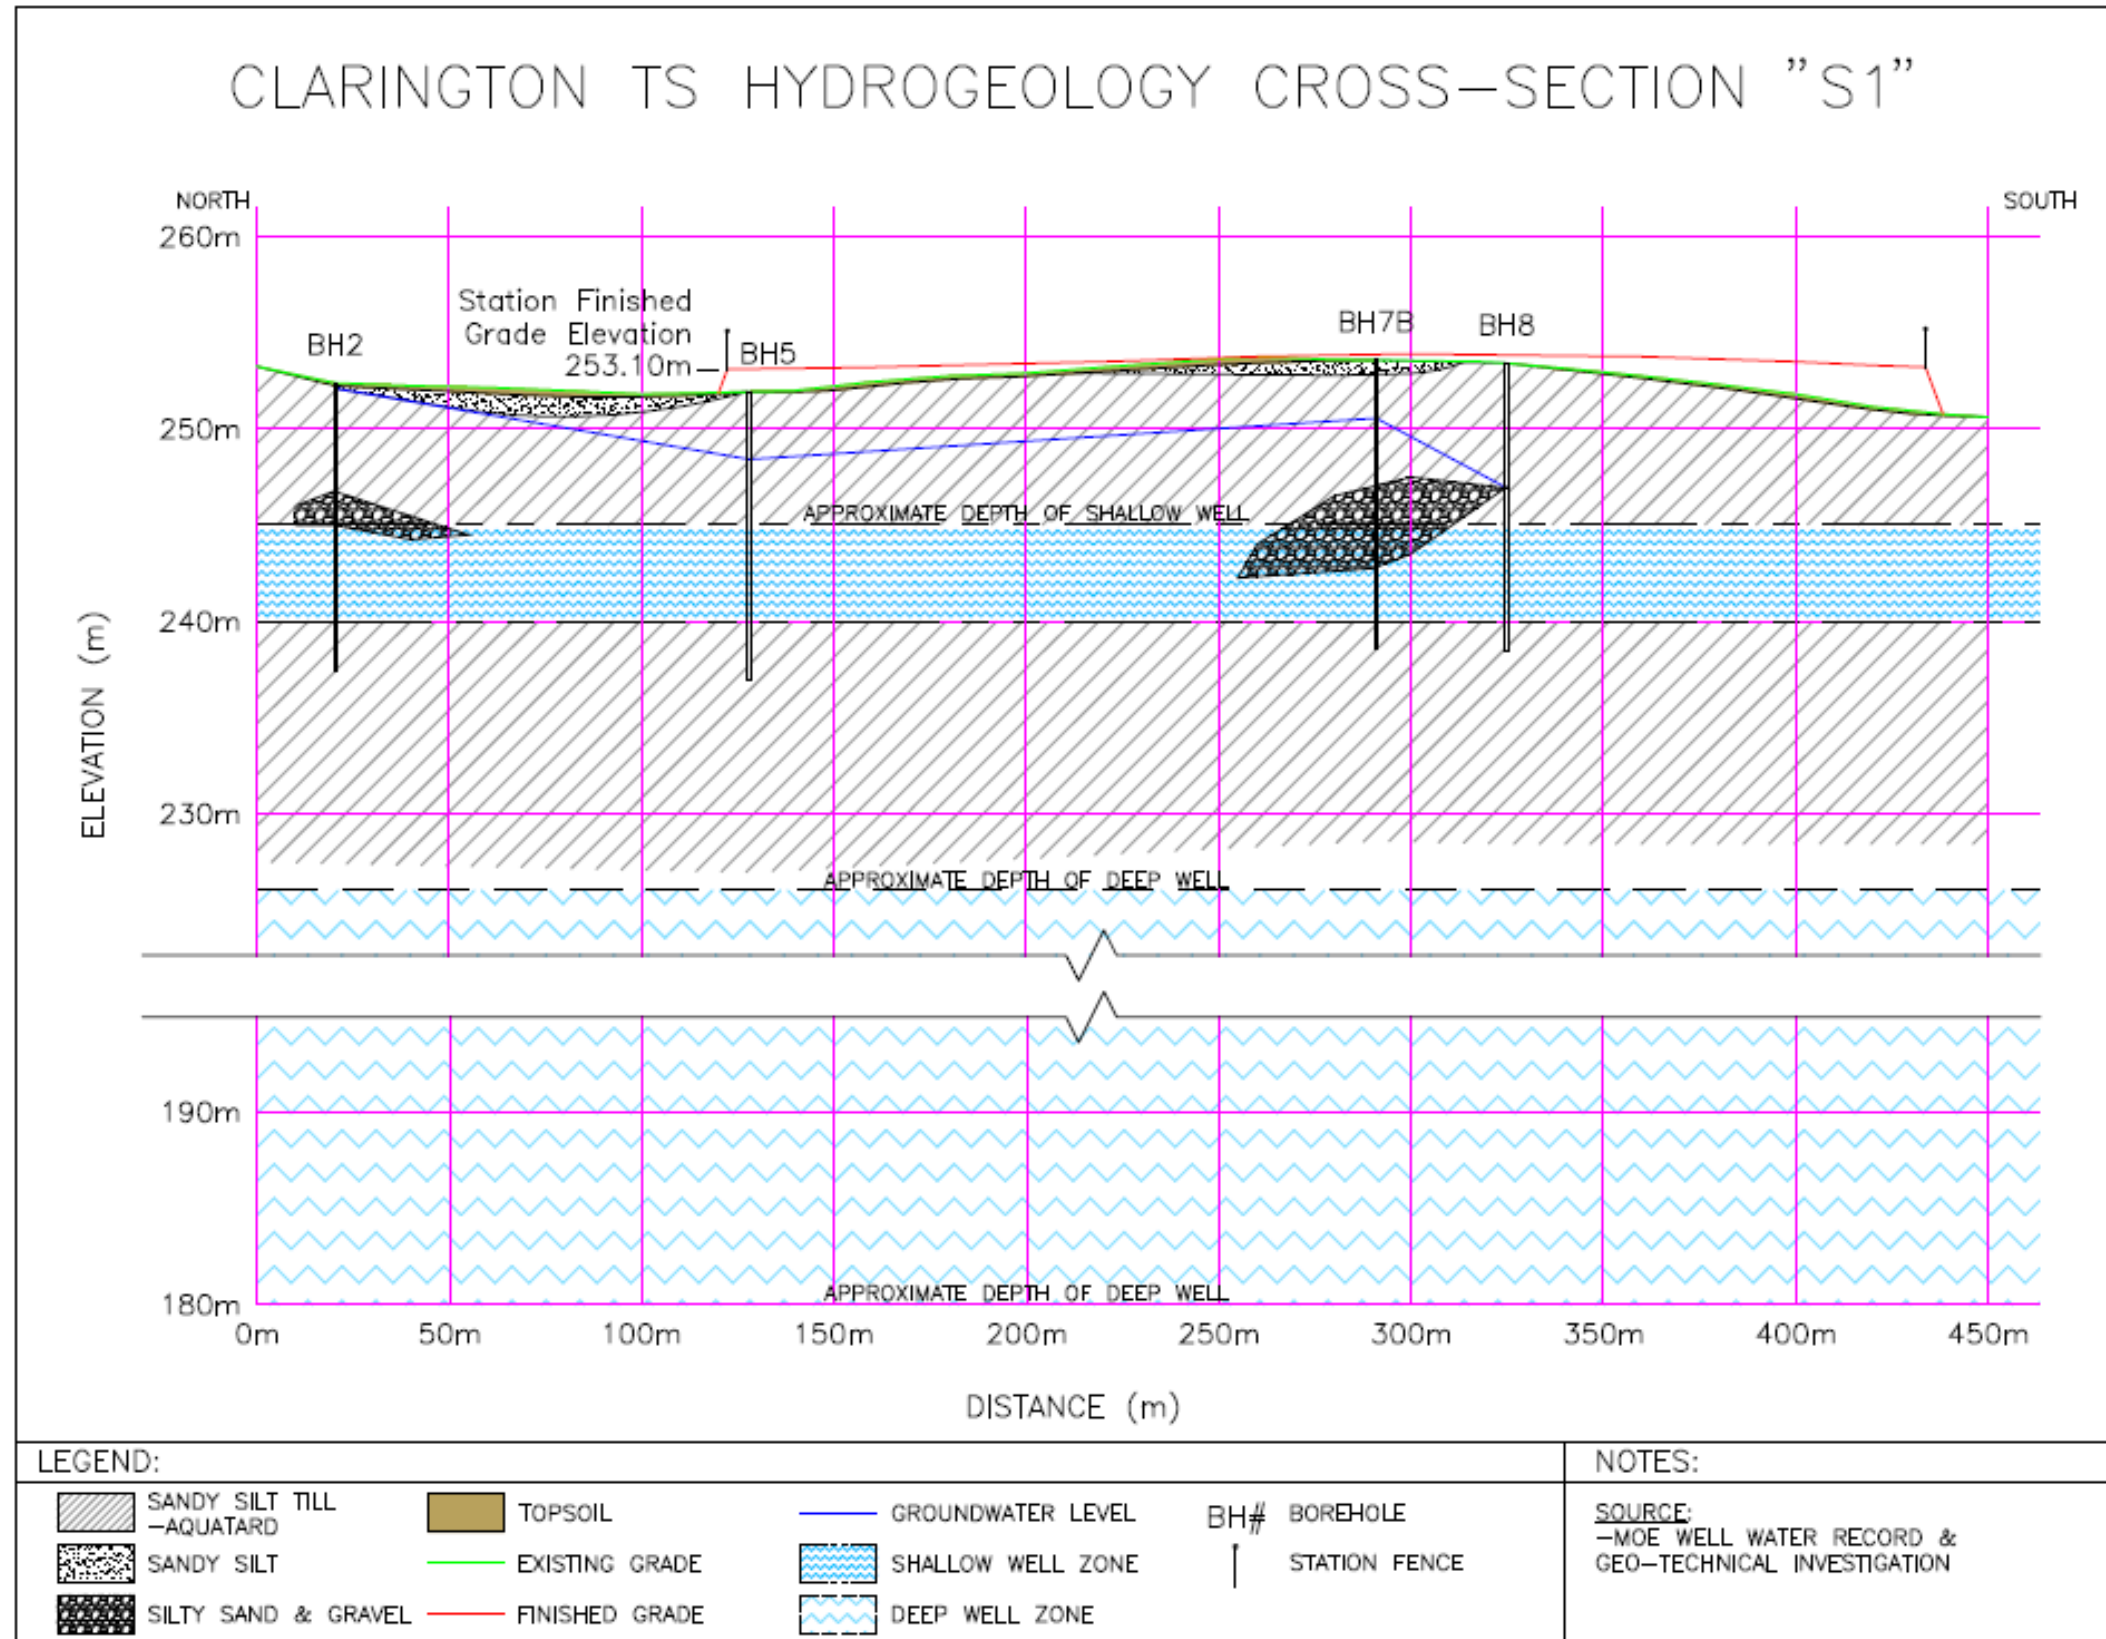 CLARINGTON TS HYDROGEOLOGY CROSS-SECTION "S1"
NORTH
SOUTH
260m
Station Finished
Grade Elevation
253.10m
BH2
BH5
BH7B
BH8
250m
APPROXIMATE DEPTH OF SHALLOW WELL
240m
ELEVATION (m)
230m
APPROXIMATE DEPTH OF DEEP WELL
190m
APPROXIMATE DEPTH OF DEEP WELL
180m
0m 50m 100m 150m 200m 250m 300m 350m 400m 450m
DISTANCE (m)
LEGEND:
SANDY SILT TILL
-AQUATARD
SANDY SILT
SILTY SAND & GRAVEL
TOPSOIL
EXISTING GRADE
FINISHED GRADE
GROUNDWATER LEVEL
SHALLOW WELL ZONE
DEEP WELL ZONE
BH# BOREHOLE
STATION FENCE
NOTES:
SOURCE:
-MOE WELL WATER RECORD &
GEO-TECHNICAL INVESTIGATION